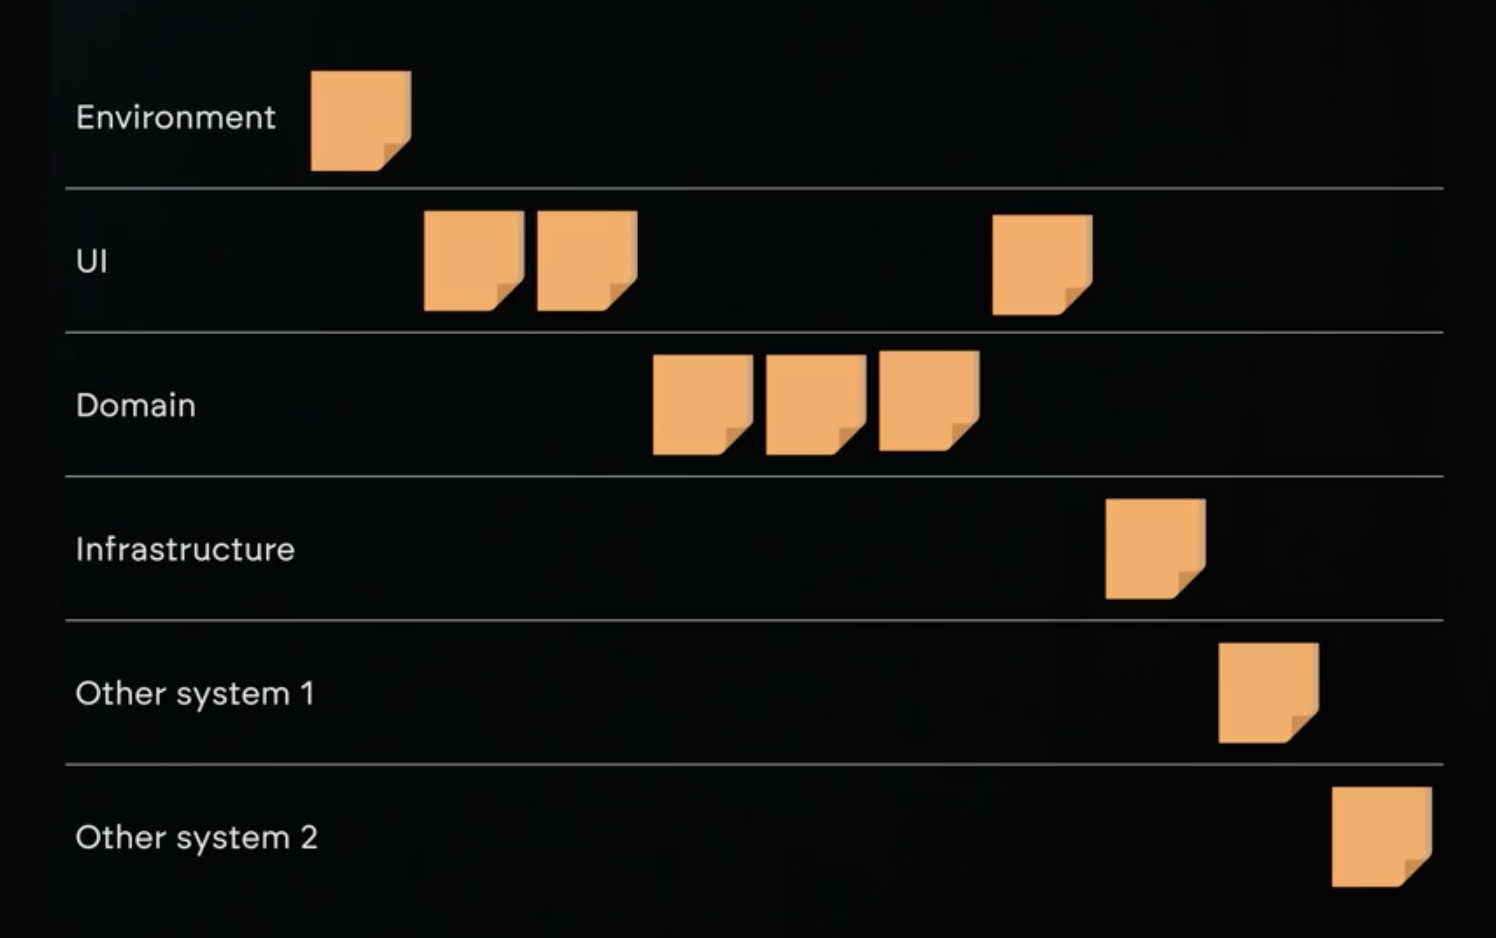 Environment
UI
Domain
Infrastructure
Other system 1
Other system 2